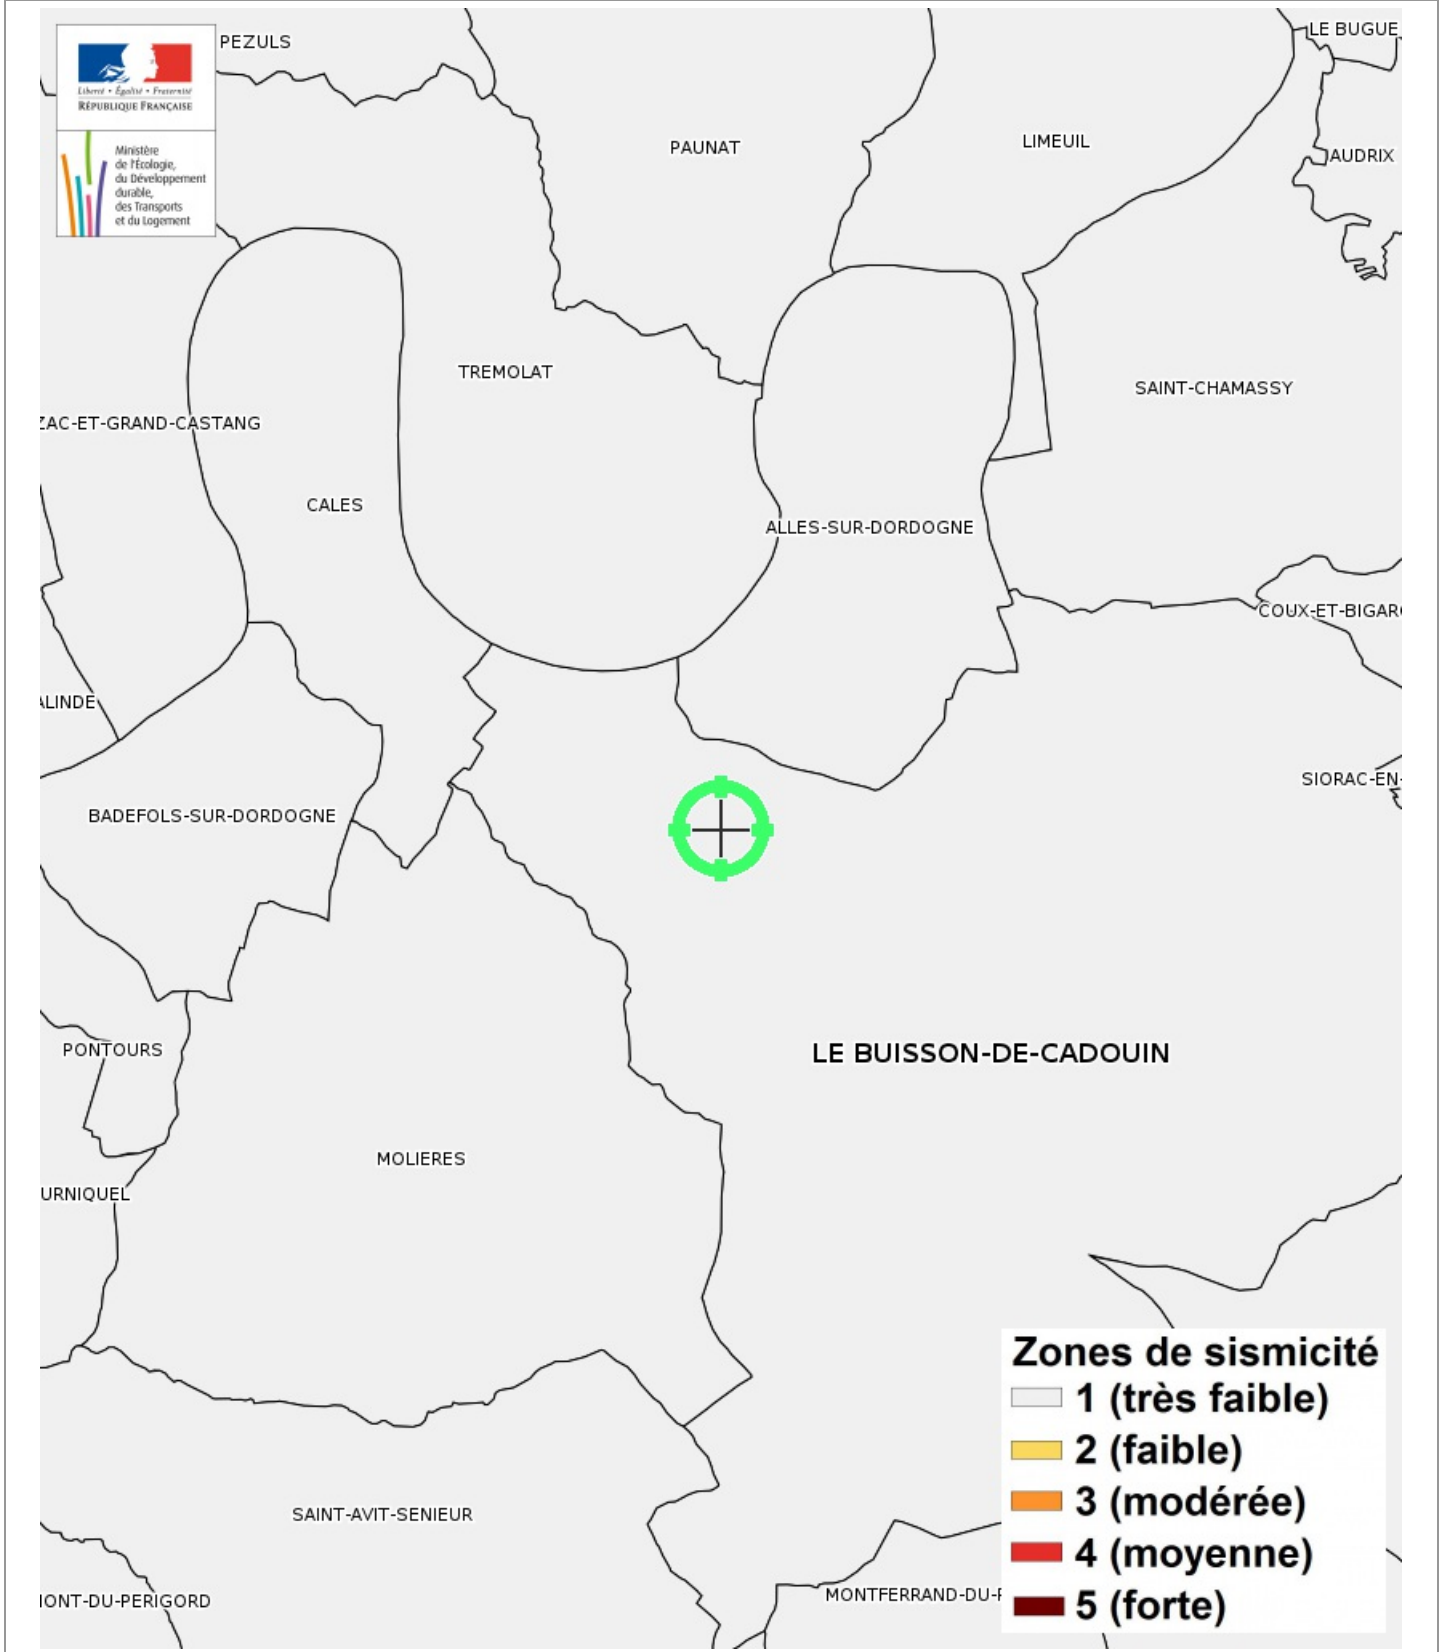 PEZULS
LE BUGUE
Liberté • Égalité • Fraternité
RÉPUBLIQUE FRANÇAISE
PAUNAT
LIMEUIL
AUDRIX
Ministère
de l'Écologie,
du Développement
durable,
des Transports
et du Logement
TREMOLAT
SAINT-CHAMASSY
ZAC-ET-GRAND-CASTANG
CALES
ALLES-SUR-DORDOGNE
COUX-ET-BIGAR
ALINDE
SIORAC-EN-
BADEFOLS-SUR-DORDOGNE
PONTOURS
LE BUISSON-DE-CADOUIN
MOLIERES
URNIQUEL
SAINT-AVIT-SENIEUR
MONT-DU-PERIGORD
MONTFERRAND-DU-P
Zones de sismicité
1 (très faible)
2 (faible)
3 (modérée)
4 (moyenne)
5 (forte)